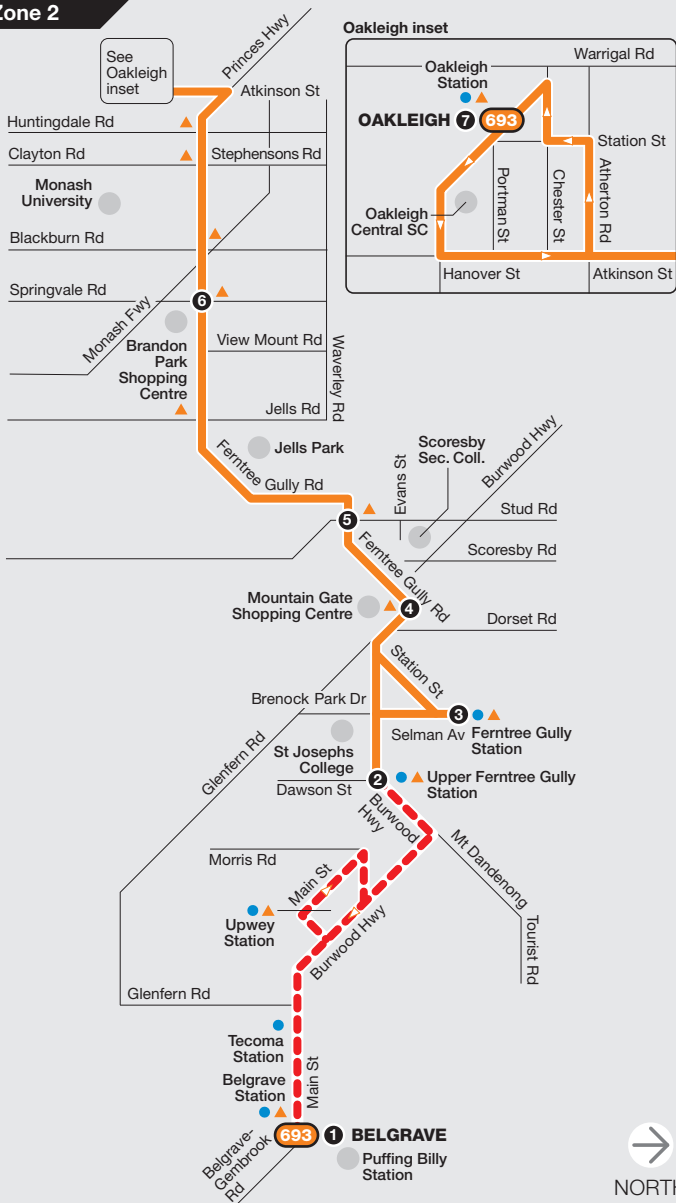 Zone 2
Princes Hwy
See
Oakleigh
inset
Atkinson St
Huntingdale Rd
Clayton Rd
Stephensons Rd
Monash
University
Blackburn Rd
Springvale Rd
6
Monash Fwy
Brandon
Park
Shopping
Centre
View Mount Rd
Waverley Rd
Jells Rd
Jells Park
Ferntree Gully Rd
Oakleigh inset
Warrigal Rd
Oakleigh
Station
OAKLEIGH 7 693
Station St
Portman St
Chester St
Atherton Rd
Oakleigh
Central SC
Hanover St
Atkinson St
Scoresby
Sec. Coll.
Evans St
Burwood Hwy
Stud Rd
5
Scoresby Rd
Ferntree Gully Rd
Mountain Gate
Shopping Centre
4
Dorset Rd
Station St
Brenock Park Dr
3
Selman Av
Ferntree Gully
Station
Glenfern Rd
St Josephs
College
2
Dawson St
Upper Ferntree Gully
Station
Burwood
Hwy
Mt Dandenong
Tourist Rd
Morris Rd
Main St
Upwey
Station
Burwood Hwy
Glenfern Rd
Tecoma
Station
Main St
Belgrave
Station
693 1 BELGRAVE
Belgrave-
Gembrook
Rd
Puffing Billy
Station
NORTH